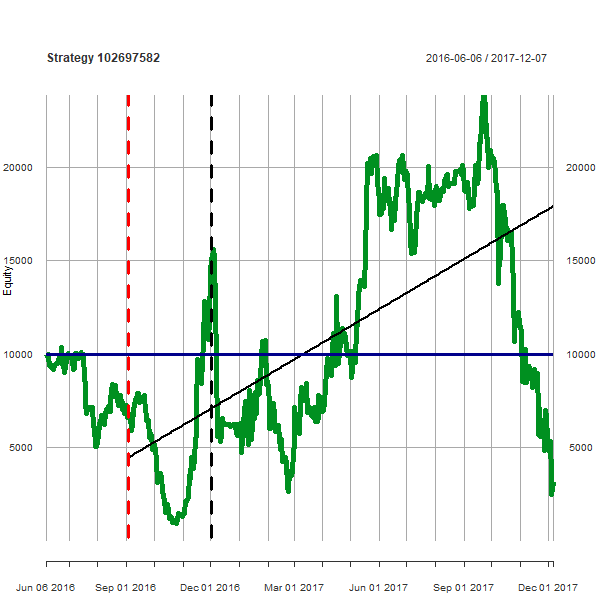 Strategy 102697582
2016-06-06 / 2017-12-07
20000
20000
15000
15000
Equity
10000
10000
5000
5000
Jun 06 2016
Sep 01 2016
Dec 01 2016
Mar 01 2017
Jun 01 2017
Sep 01 2017
Dec 01 2017